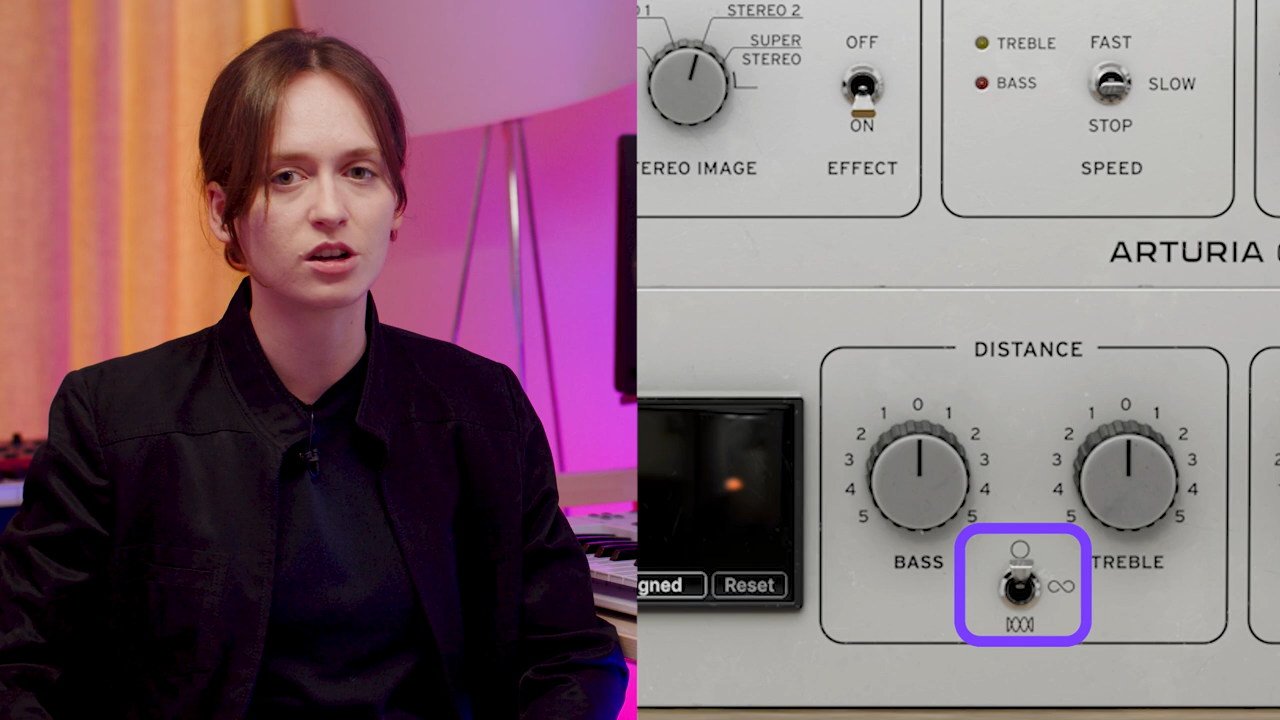 STEREO 2
SUPER
STEREO
EREO IMAGE
OFF
ON
EFFECT
TREBLE
BASS
FAST
SLOW
STOP
SPEED
ARTURIA
DISTANCE
0
1 1
2 2
3 3
4 4
5 5
BASS
0
1 1
2 2
3 3
4 4
5 5
TREBLE
gned
Reset